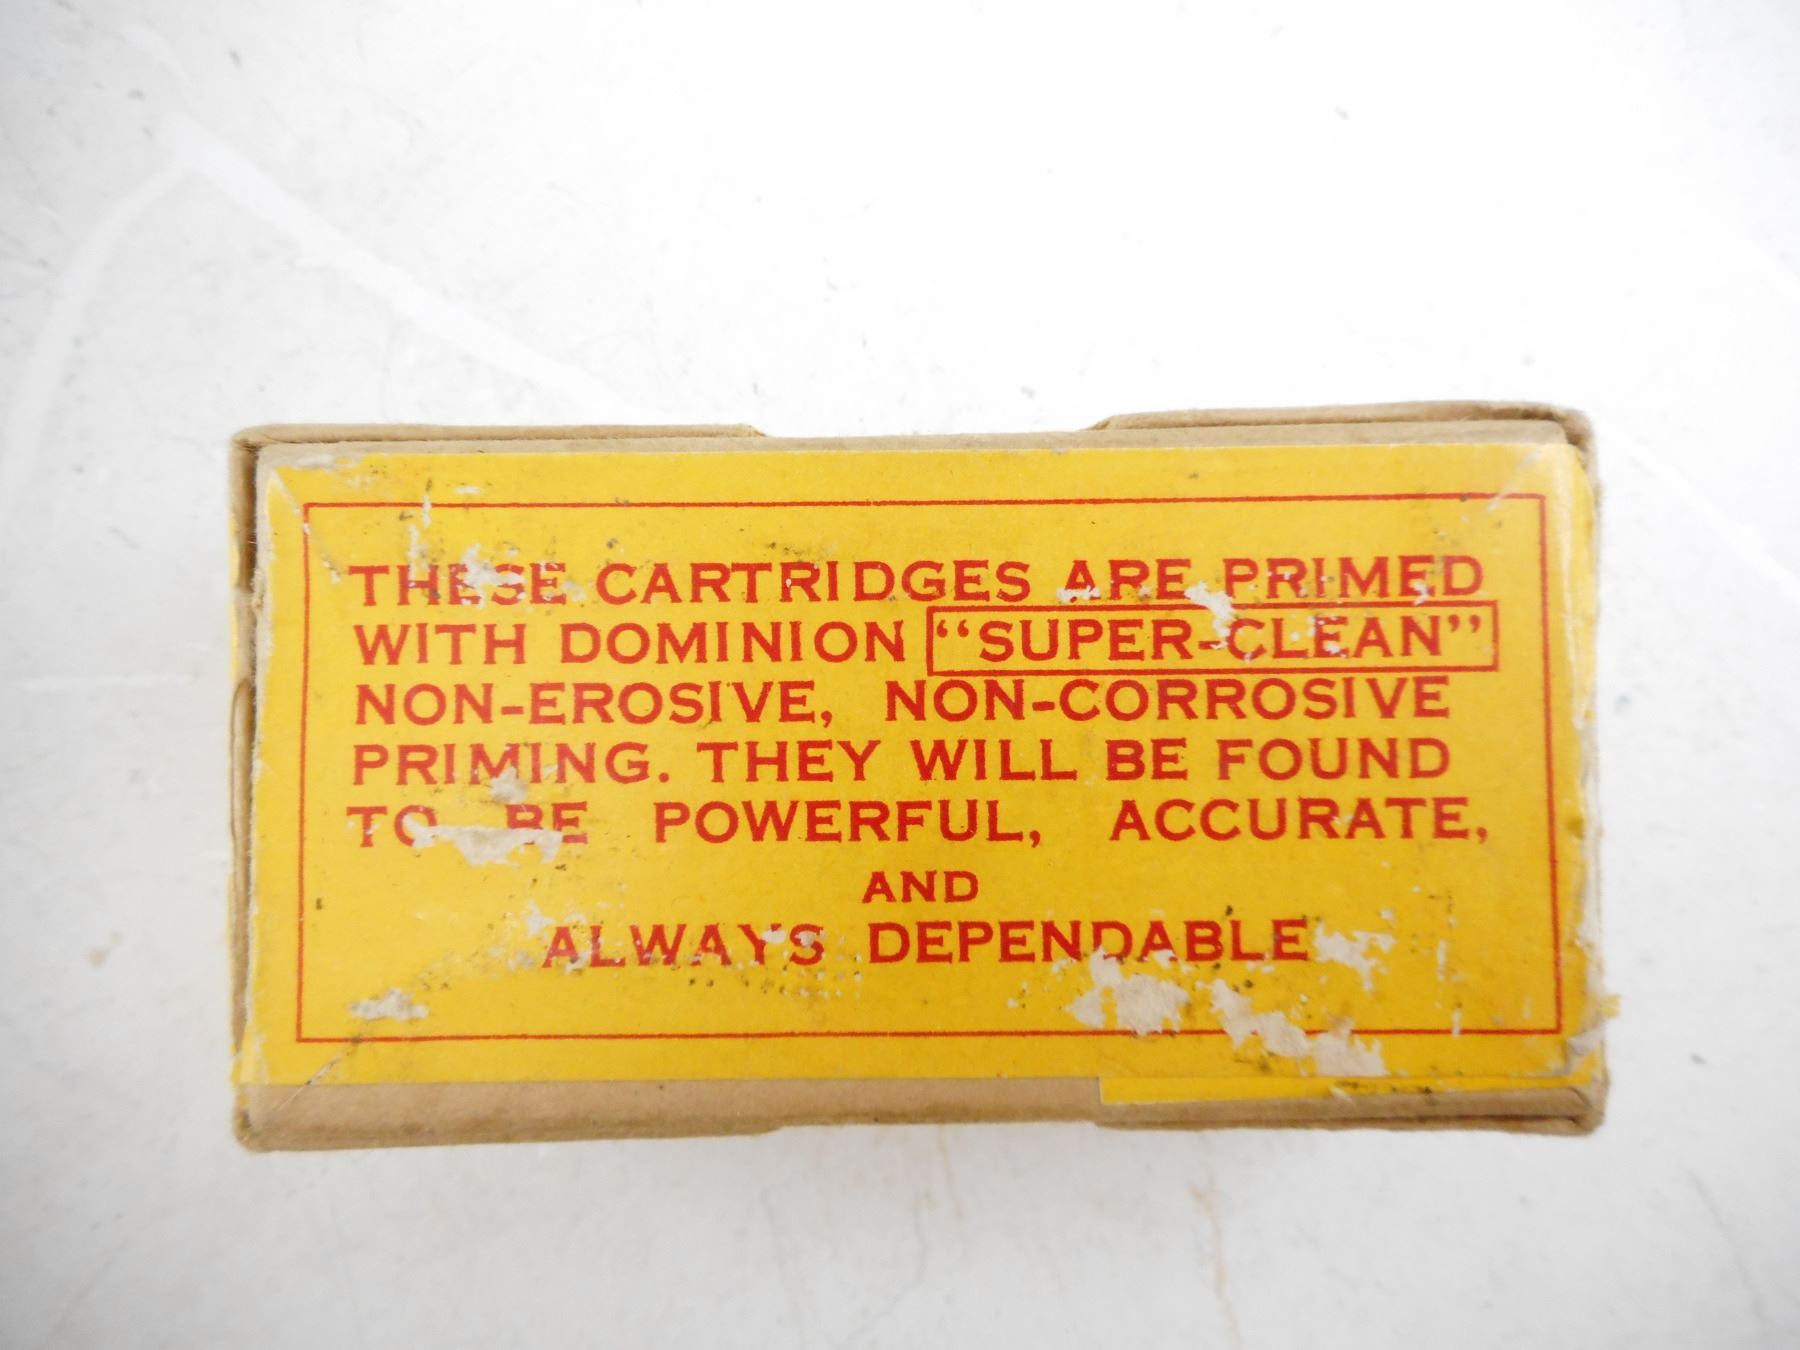 THESE CARTRIDGES ARE PRIMED
WITH DOMINION “SUPER-CLEAN”
NON-EROSIVE, NON-CORROSIVE
PRIMING. THEY WILL BE FOUND
TO BE POWERFUL, ACCURATE,
AND
ALWAYS DEPENDABLE